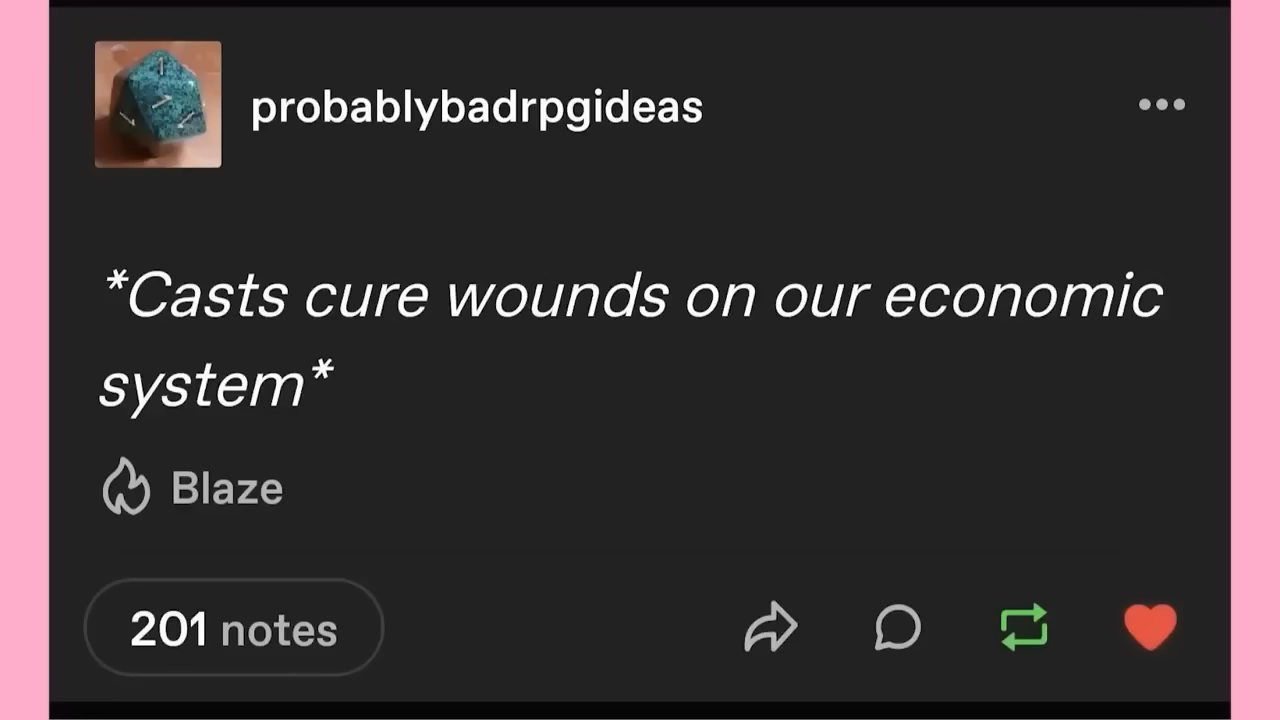 probablybadrpgideas
*Casts cure wounds on our economic
system*
Blaze
201 notes